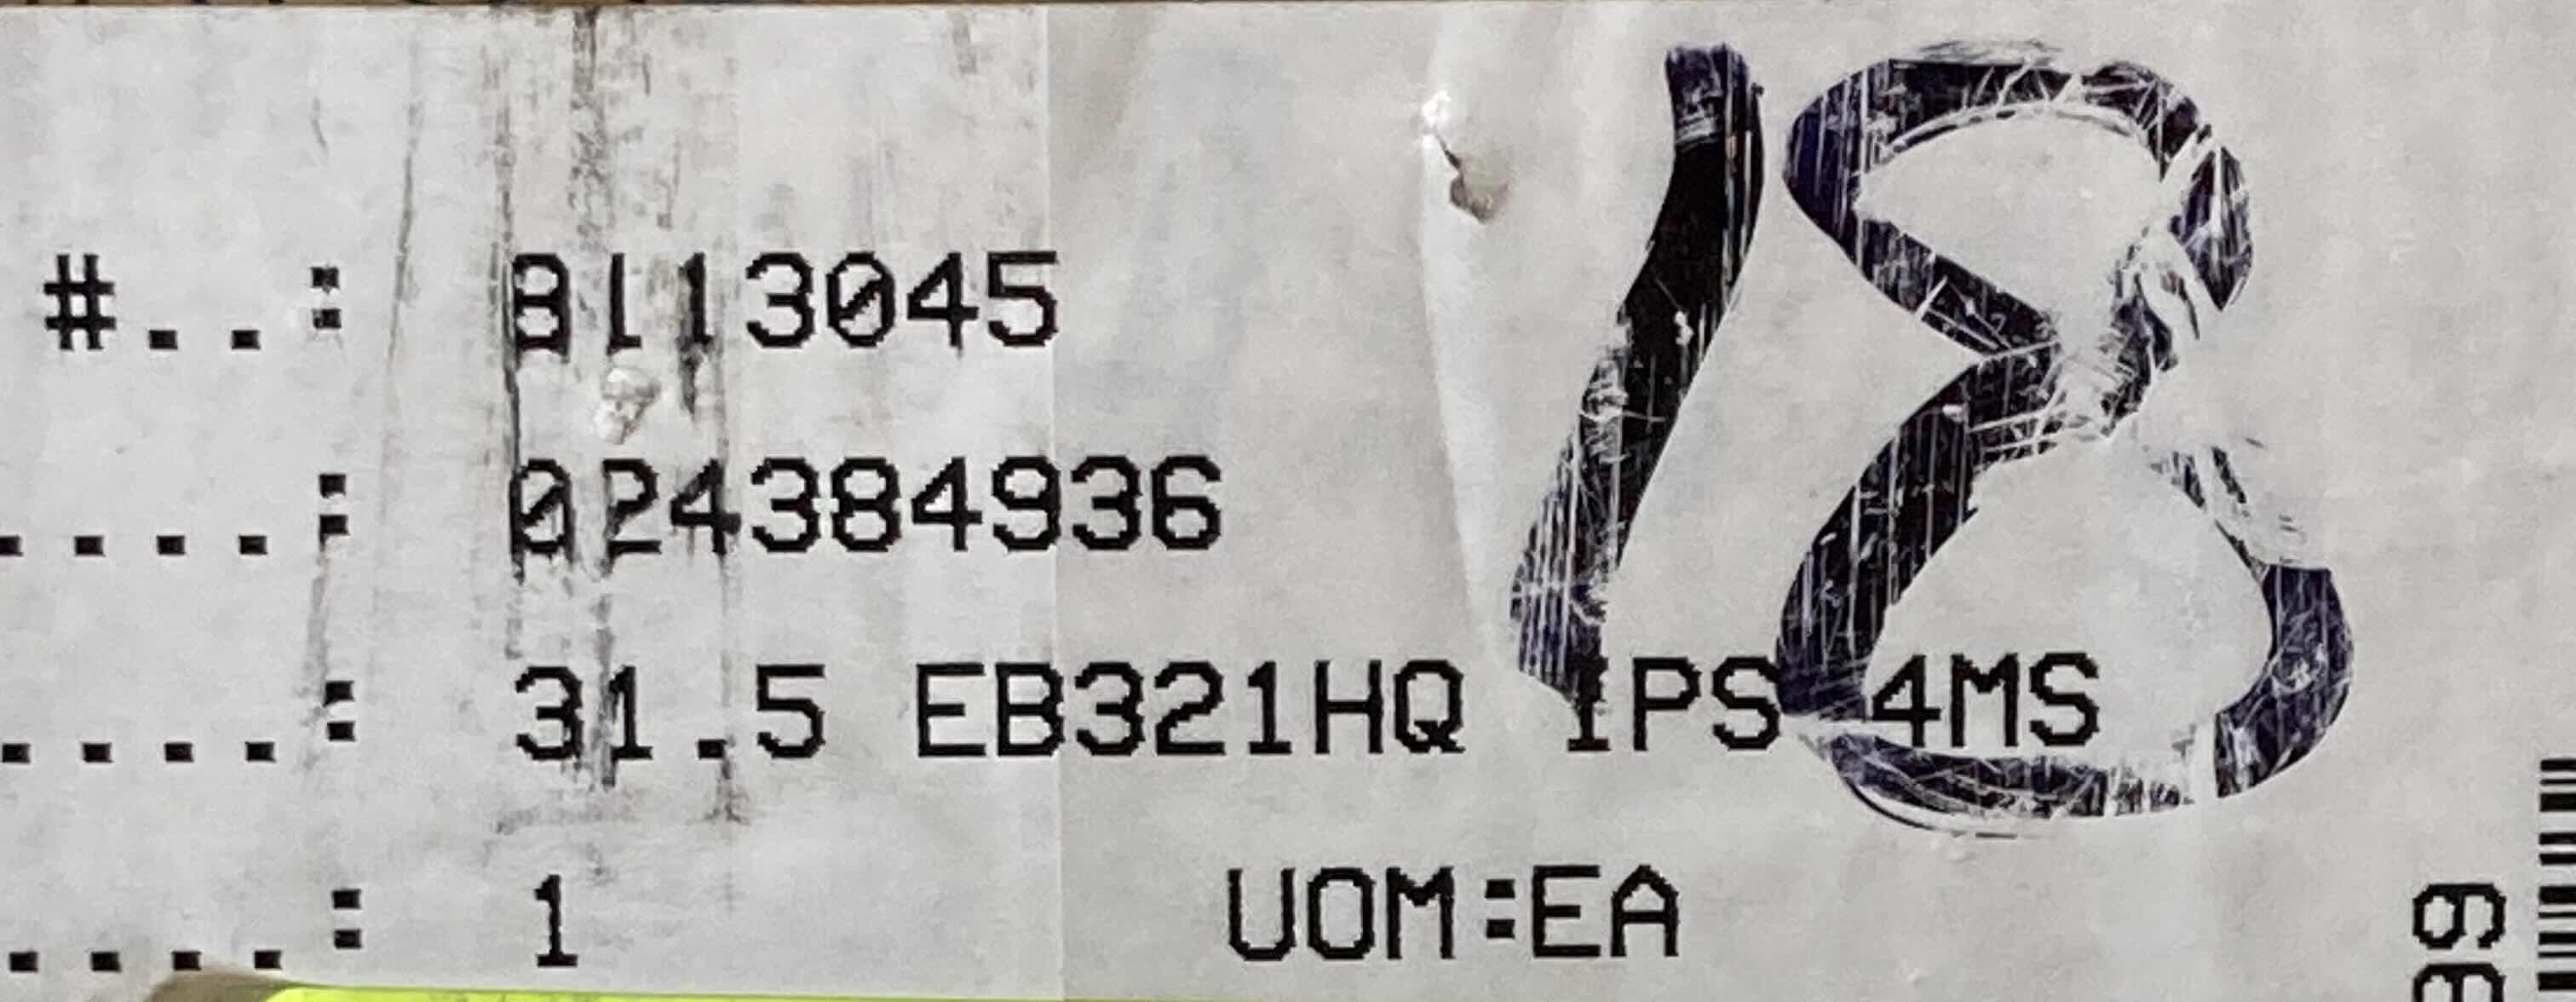 18
#..: 8113045
....: 024384936
....: 31.5 EB321HQ IPS 4MS
....: 1 UOM:EA